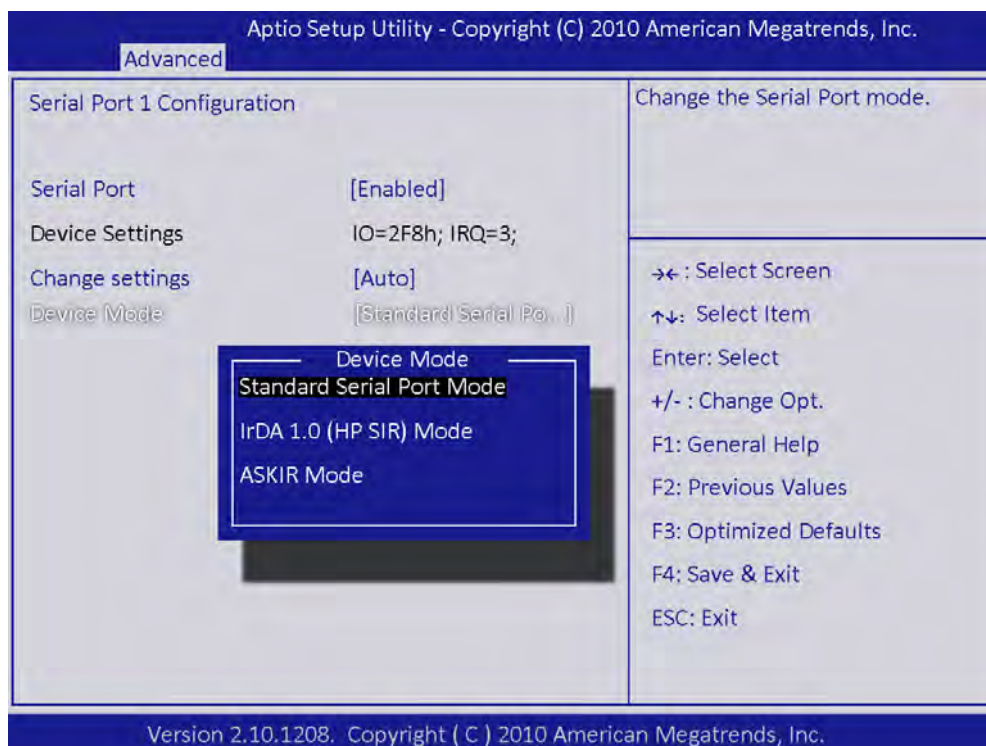 Aptio Setup Utility - Copyright (C) 2010 American Megatrends, Inc.
Advanced
Serial Port 1 Configuration
Serial Port [Enabled]
Device Settings IO=2F8h; IRQ=3;
Change settings [Auto]
Device Mode [Standard Serial Po...]
Device Mode
Standard Serial Port Mode
IrDA 1.0 (HP SIR) Mode
ASKIR Mode
Change the Serial Port mode.
→←: Select Screen
↑↓: Select Item
Enter: Select
+/- : Change Opt.
F1: General Help
F2: Previous Values
F3: Optimized Defaults
F4: Save & Exit
ESC: Exit
Version 2.10.1208. Copyright ( C ) 2010 American Megatrends, Inc.